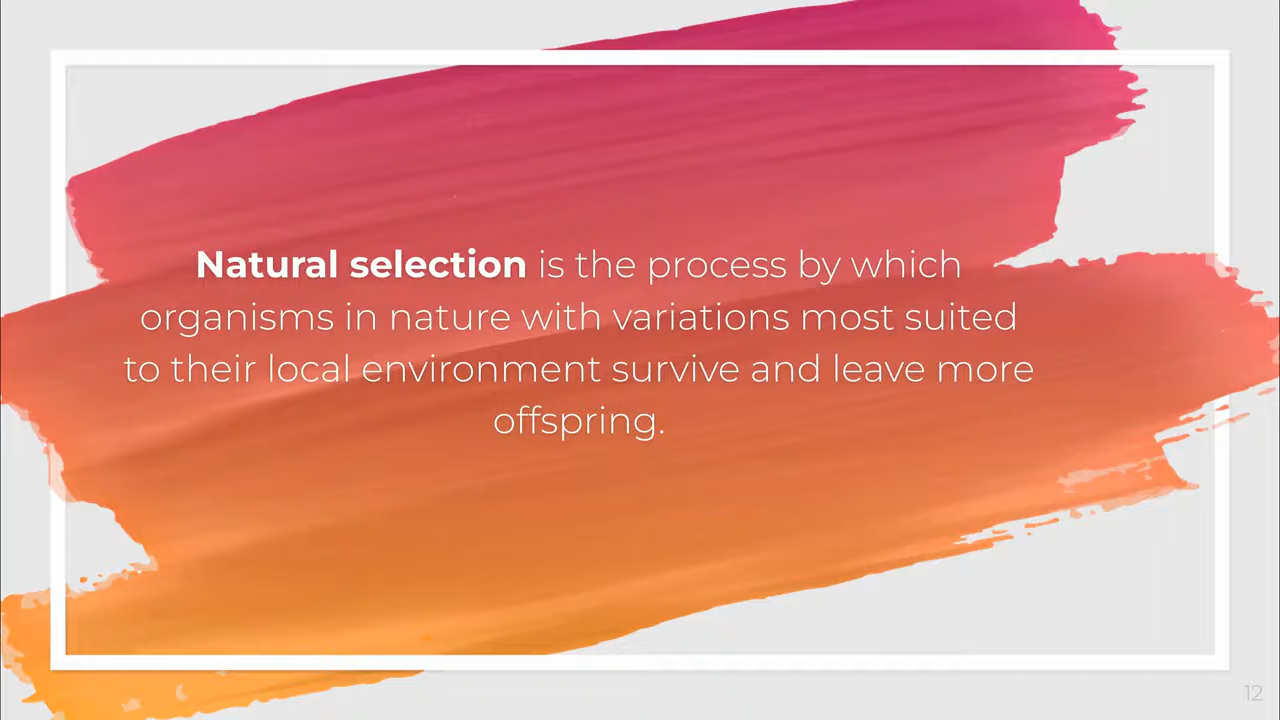 Natural selection is the process by which
organisms in nature with variations most suited
to their local environment survive and leave more
offspring.
12